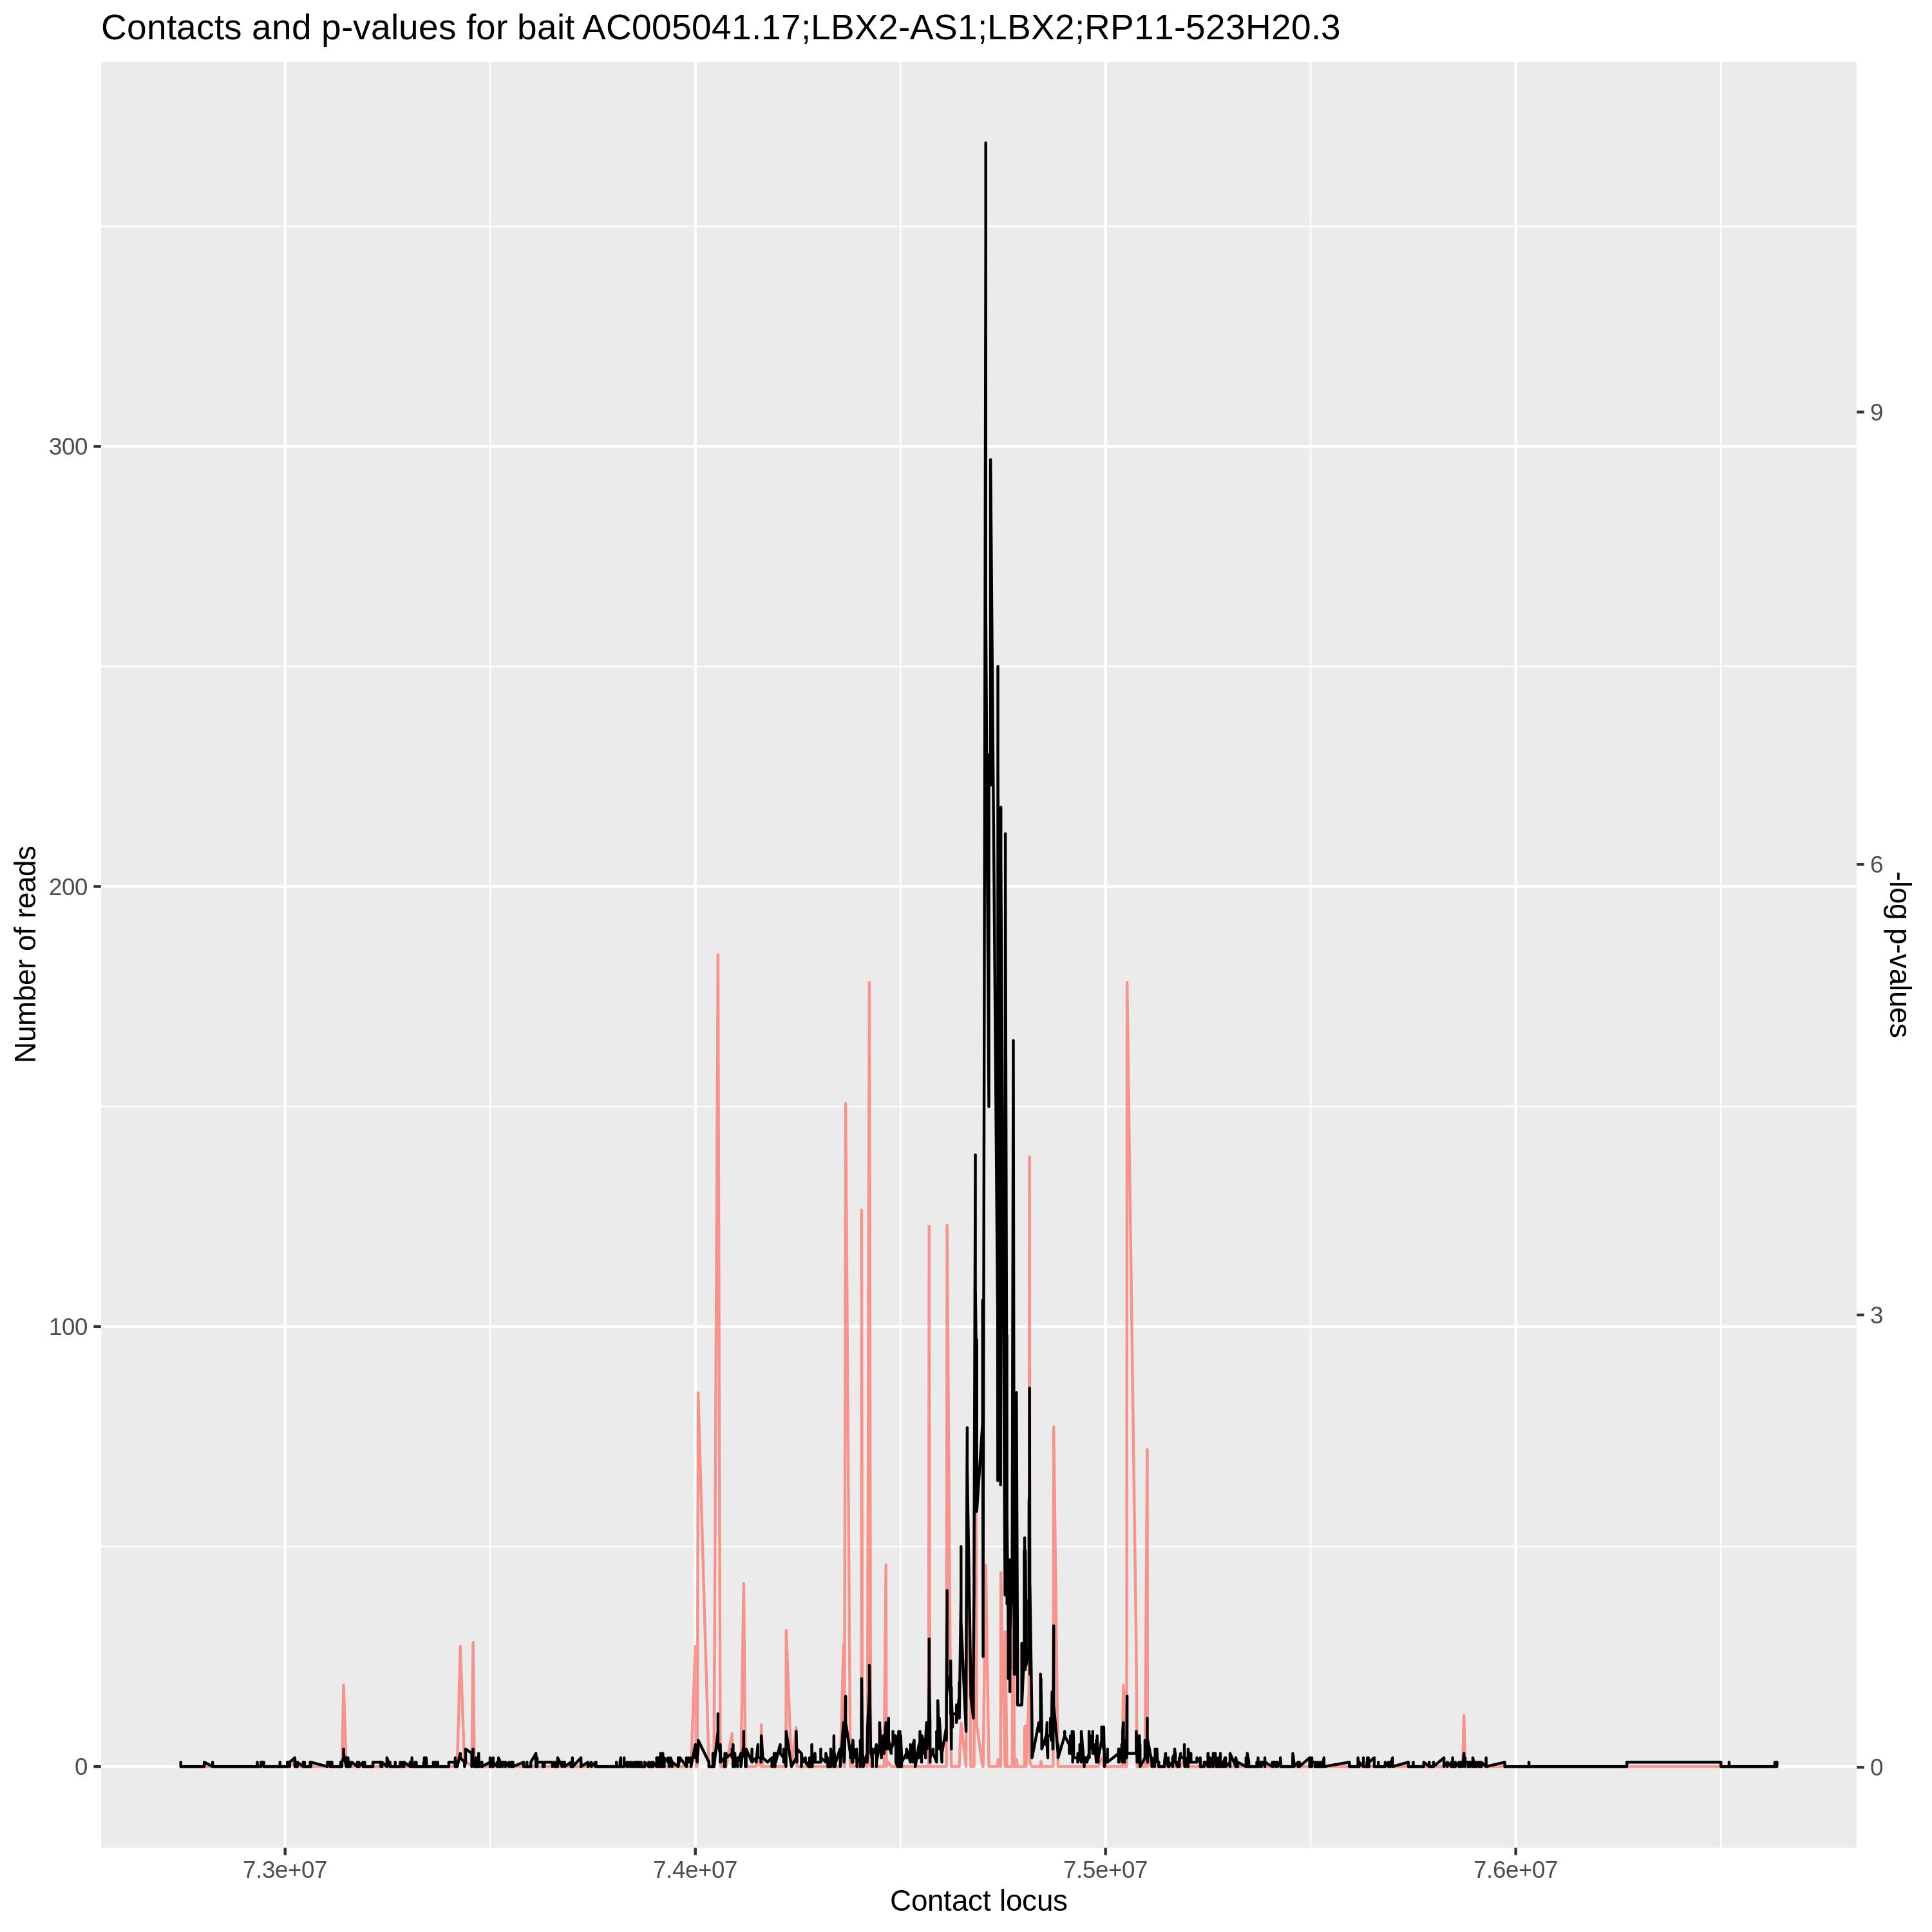 Contacts and p-values for bait AC005041.17;LBX2-AS1;LBX2;RP11-523H20.3
300
200
100
0
Number of reads
9
6
3
0
-log p-values
7.3e+07
7.4e+07
7.5e+07
7.6e+07
Contact locus